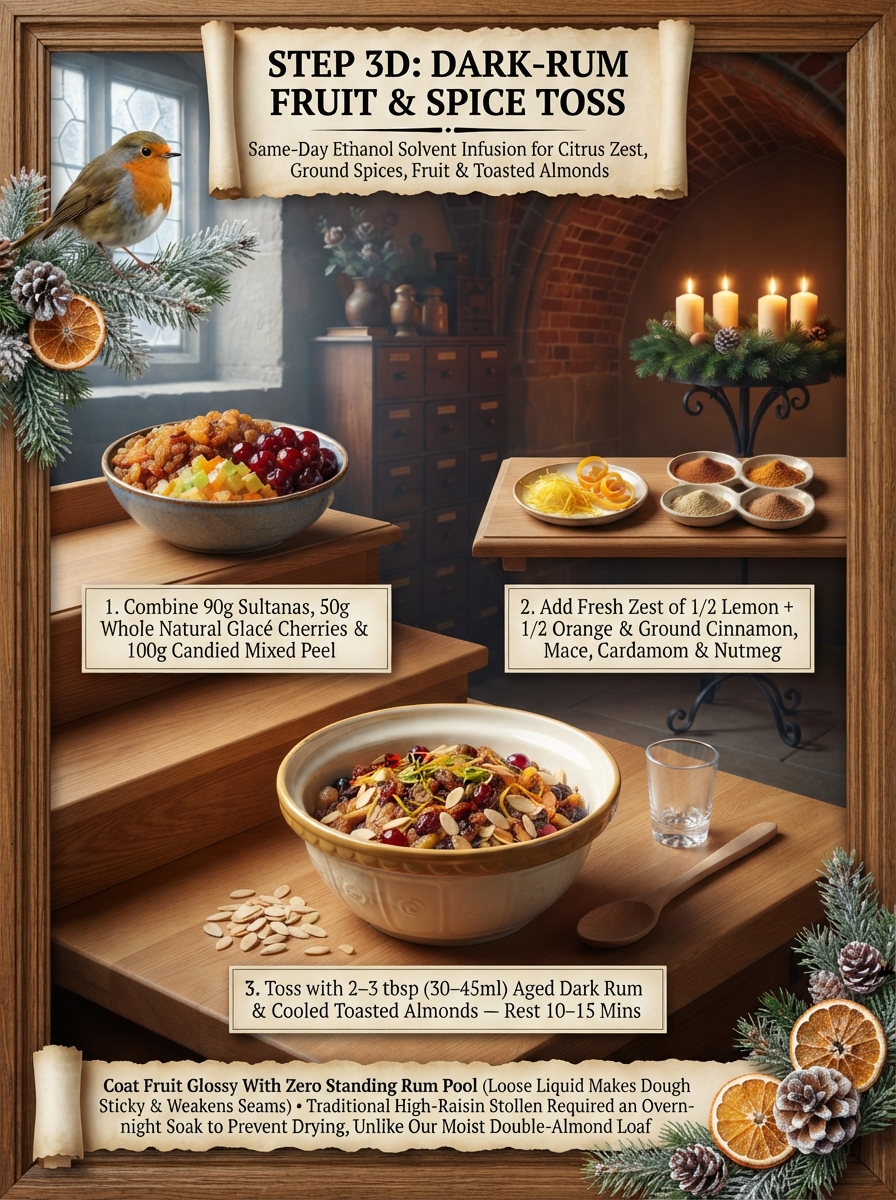 STEP 3D: DARK-RUM
FRUIT & SPICE TOSS
Same-Day Ethanol Solvent Infusion for Citrus Zest,
Ground Spices, Fruit & Toasted Almonds
1. Combine 90g Sultanas, 50g
Whole Natural Glacé Cherries &
100g Candied Mixed Peel
2. Add Fresh Zest of 1/2 Lemon +
1/2 Orange & Ground Cinnamon,
Mace, Cardamom & Nutmeg
3. Toss with 2–3 tbsp (30–45ml) Aged Dark Rum
& Cooled Toasted Almonds — Rest 10–15 Mins
Coat Fruit Glossy With Zero Standing Rum Pool (Loose Liquid Makes Dough
Sticky & Weakens Seams) • Traditional High-Raisin Stollen Required an Overn-
night Soak to Prevent Drying, Unlike Our Moist Double-Almond Loaf